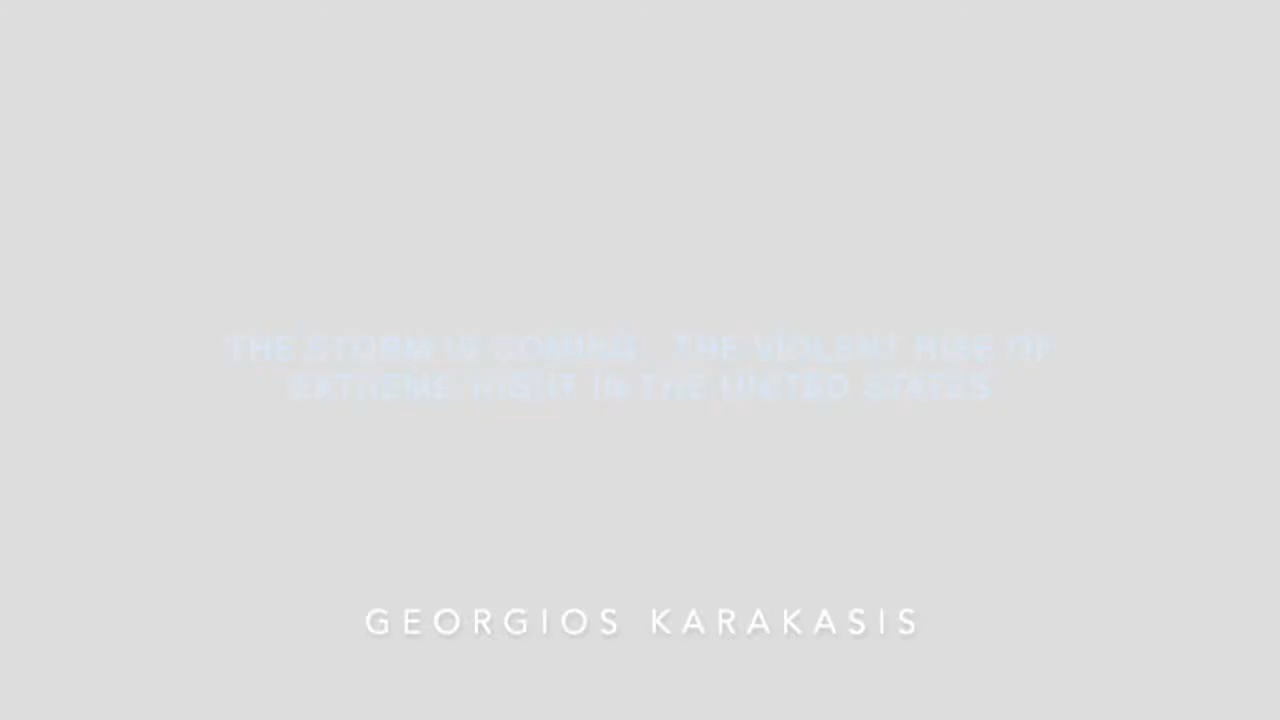 THE STORM IS COMING. THE VIOLENT RISE OF
EXTREME RIGHT IN THE UNITED STATES
GEORGIOS KARAKASIS